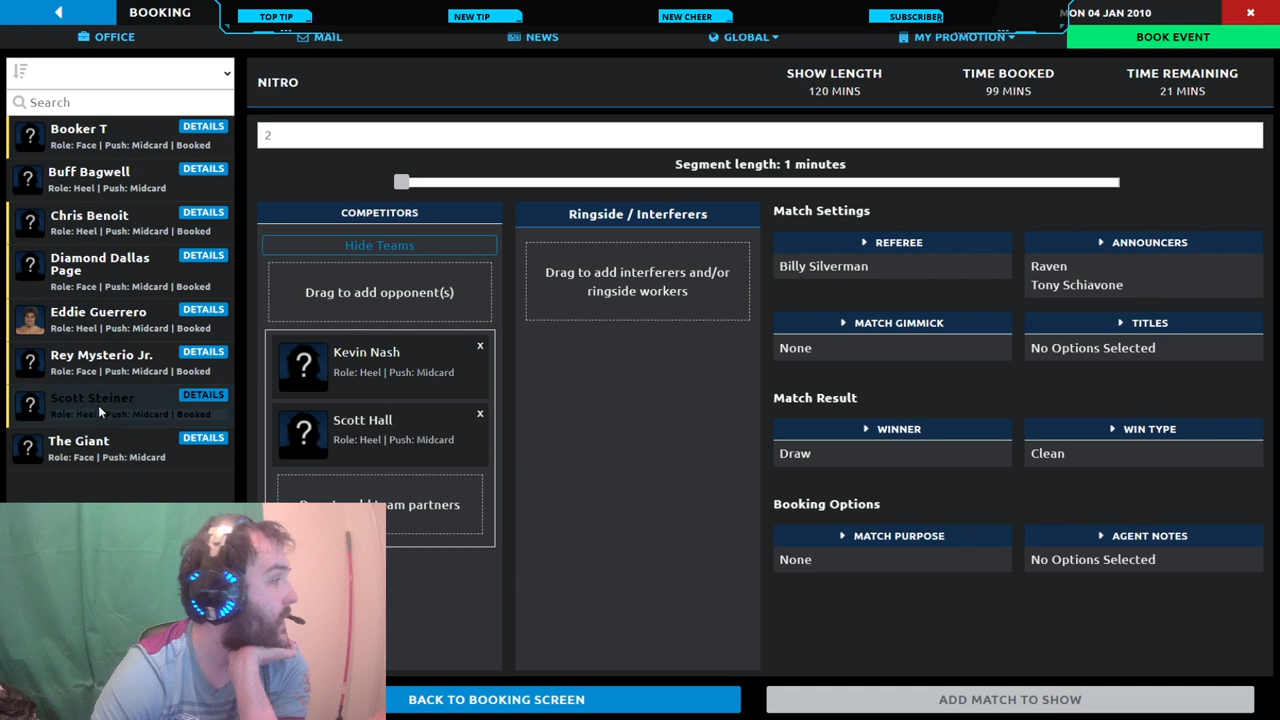 BOOKING
TOP TIP
NEW TIP
NEW CHEER
SUBSCRIBER
MON 04 JAN 2010
OFFICE
MAIL
NEWS
GLOBAL
MY PROMOTION
BOOK EVENT
NITRO
SHOW LENGTH
120 MINS
TIME BOOKED
99 MINS
TIME REMAINING
21 MINS
Search
2
Segment length: 1 minutes
Booker T
DETAILS
Role: Face | Push: Midcard | Booked
Buff Bagwell
DETAILS
Role: Heel | Push: Midcard
Chris Benoit
DETAILS
Role: Heel | Push: Midcard | Booked
Diamond Dallas Page
DETAILS
Role: Face | Push: Midcard | Booked
Eddie Guerrero
DETAILS
Role: Heel | Push: Midcard | Booked
Rey Mysterio Jr.
DETAILS
Role: Face | Push: Midcard | Booked
Scott Steiner
DETAILS
Role: Heel | Push: Midcard | Booked
The Giant
DETAILS
Role: Face | Push: Midcard
COMPETITORS
Hide Teams
Drag to add opponent(s)
Kevin Nash
x
Role: Heel | Push: Midcard
Scott Hall
x
Role: Heel | Push: Midcard
team partners
Ringside / Interferers
Drag to add interferers and/or
ringside workers
Match Settings
REFEREE
Billy Silverman
ANNOUNCERS
Raven
Tony Schiavone
MATCH GIMMICK
None
TITLES
No Options Selected
Match Result
WINNER
Draw
WIN TYPE
Clean
Booking Options
MATCH PURPOSE
None
AGENT NOTES
No Options Selected
BACK TO BOOKING SCREEN
ADD MATCH TO SHOW